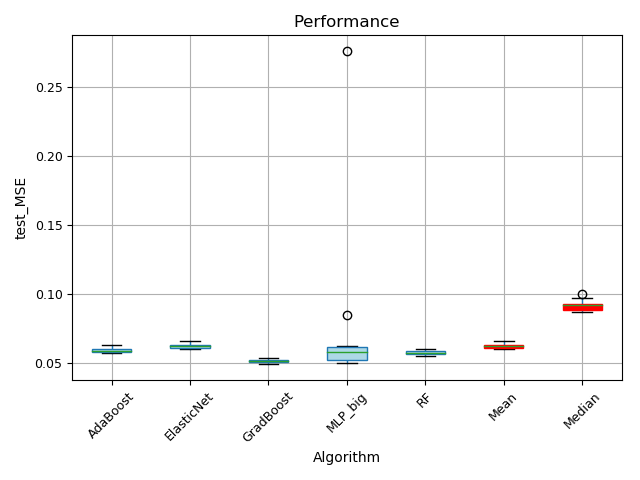 Performance
test_MSE
0.25
0.20
0.15
0.10
0.05
AdaBoost
ElasticNet
GradBoost
MLP_big
RF
Mean
Median
Algorithm